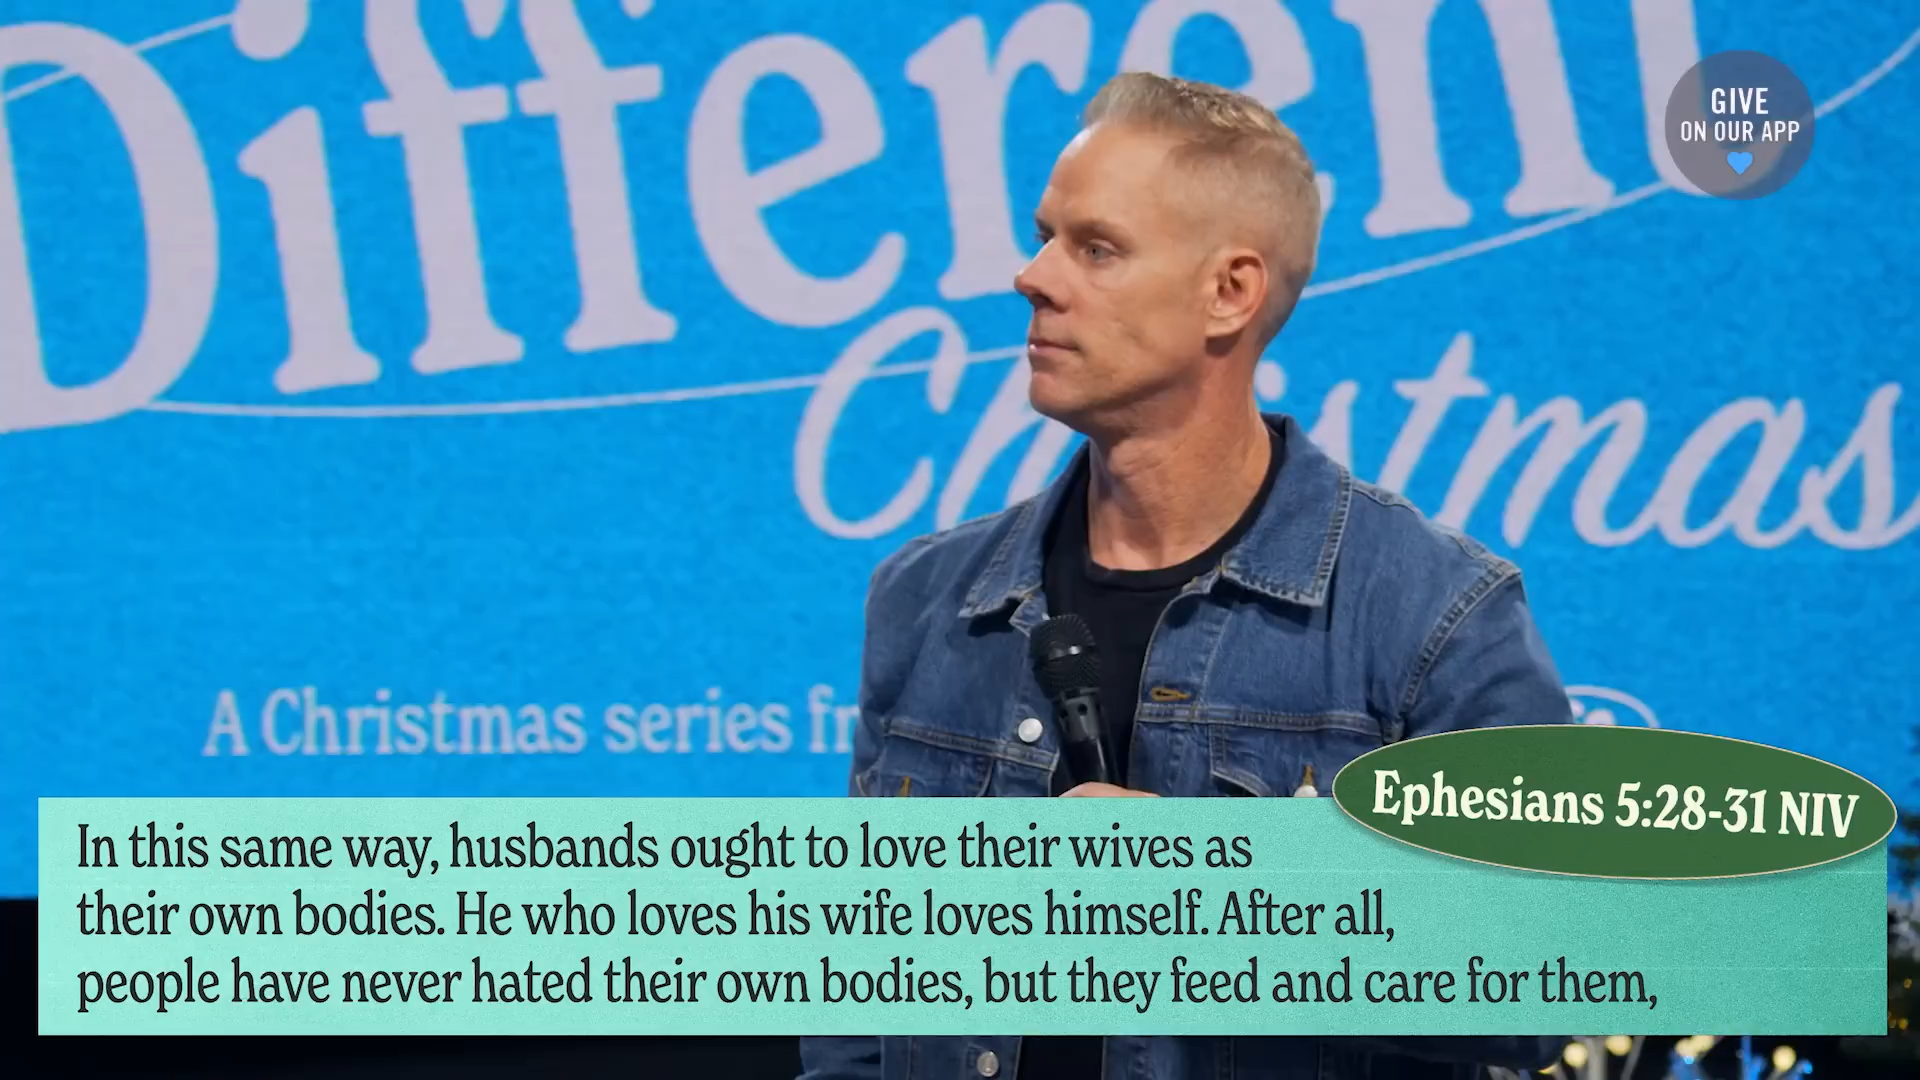 Different
Christmas
GIVE
ON OUR APP
A Christmas series fr
Ephesians 5:28-31 NIV
In this same way, husbands ought to love their wives as
their own bodies. He who loves his wife loves himself. After all,
people have never hated their own bodies, but they feed and care for them,